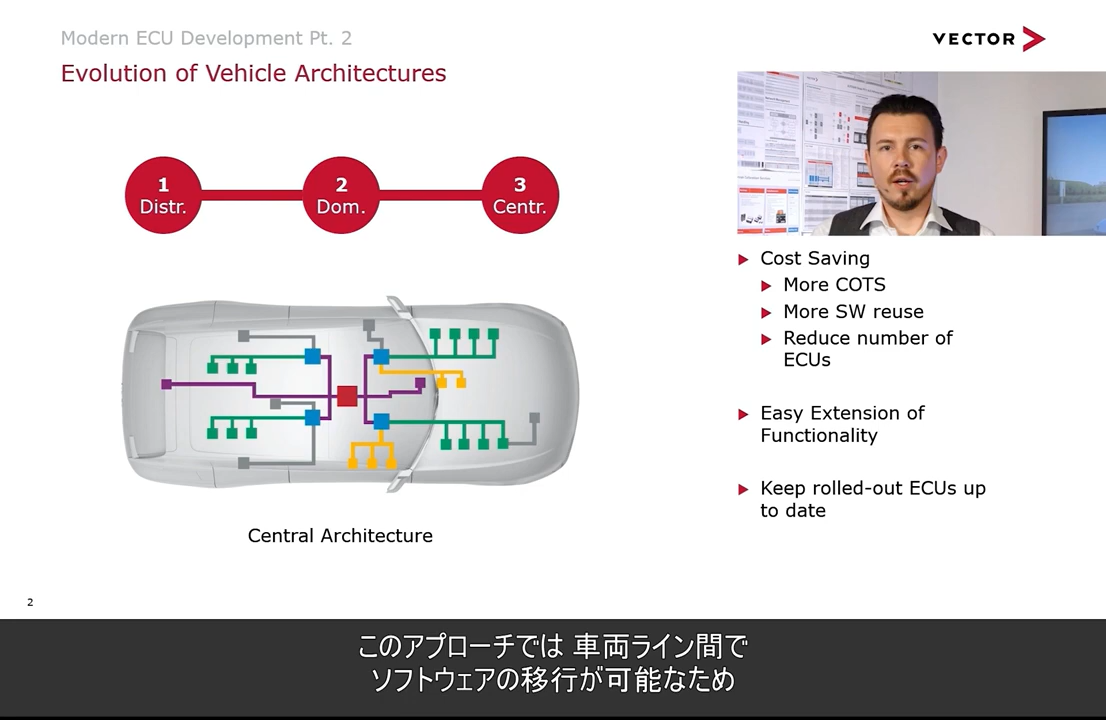 Modern ECU Development Pt. 2
Evolution of Vehicle Architectures
VECTOR
1
Distr.
2
Dom.
3
Centr.
Cost Saving
More COTS
More SW reuse
Reduce number of
ECUs
Easy Extension of
Functionality
Keep rolled-out ECUs up
to date
Central Architecture
2
このアプローチでは 車両ライン間で
ソフトウェアの移行が可能なため